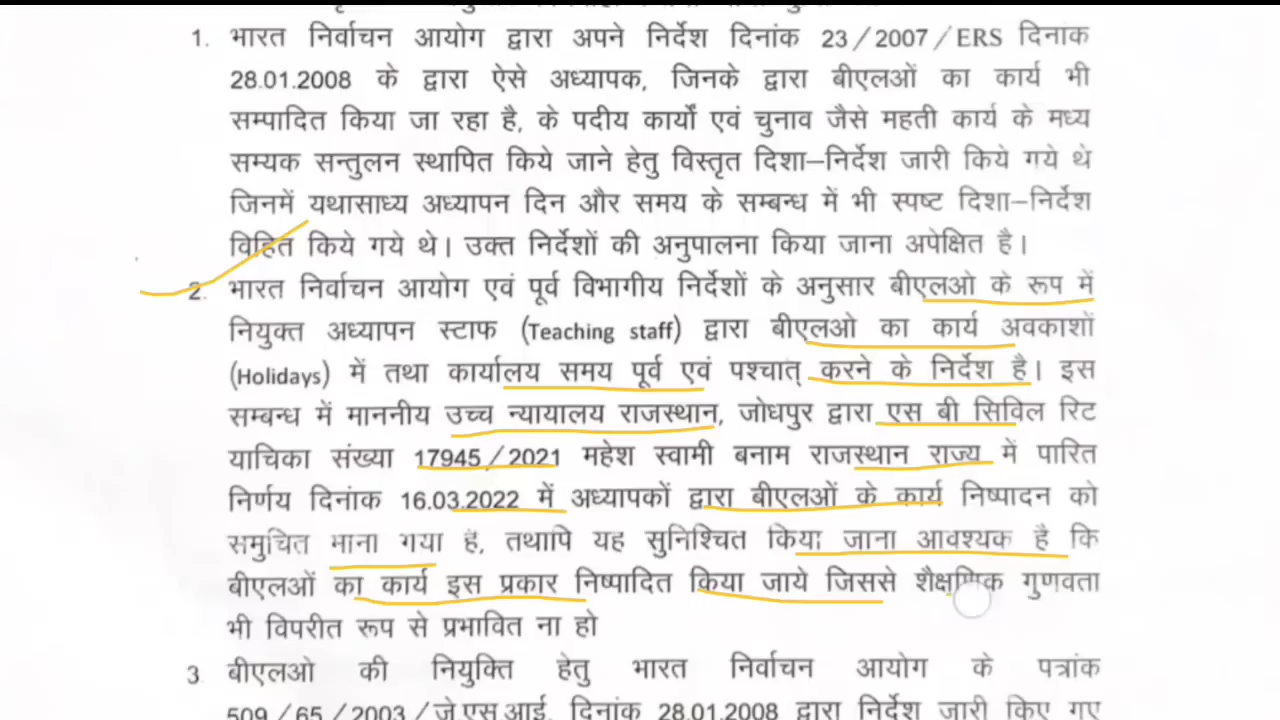 1. भारत निर्वाचन आयोग द्वारा अपने निर्देश दिनांक 23/2007/ERS दिनांक
28.01.2008 के द्वारा ऐसे अध्यापक, जिनके द्वारा बीएलओं का कार्य भी
सम्पादित किया जा रहा है, के पदीय कार्यों एवं चुनाव जैसे महती कार्य के मध्य
सम्यक सन्तुलन स्थापित किये जाने हेतु विस्तृत दिशा–निर्देश जारी किये गये थे
जिनमें यथासाध्य अध्यापन दिन और समय के सम्बन्ध में भी स्पष्ट दिशा–निर्देश
विहित किये गये थे। उक्त निर्देशों की अनुपालना किया जाना अपेक्षित है।
2. भारत निर्वाचन आयोग एवं पूर्व विभागीय निर्देशों के अनुसार बीएलओ के रूप में
नियुक्त अध्यापन स्टाफ (Teaching staff) द्वारा बीएलओ का कार्य अवकाशों
(Holidays) में तथा कार्यालय समय पूर्व एवं पश्चात् करने के निर्देश है। इस
सम्बन्ध में माननीय उच्च न्यायालय राजस्थान, जोधपुर द्वारा एस बी सिविल रिट
याचिका संख्या 17945/2021 महेश स्वामी बनाम राजस्थान राज्य में पारित
निर्णय दिनांक 16.03.2022 में अध्यापकों द्वारा बीएलओं के कार्य निष्पादन को
समुचित माना गया है, तथापि यह सुनिश्चित किया जाना आवश्यक है कि
बीएलओं का कार्य इस प्रकार निष्पादित किया जाये जिससे शैक्षणिक गुणवता
भी विपरीत रूप से प्रभावित ना हो
3. बीएलओ की नियुक्ति हेतु भारत निर्वाचन आयोग के पत्रांक
509/65/2003/जे.एस.आई. दिनांक 28.01.2008 द्वारा निर्देश जारी किए गए